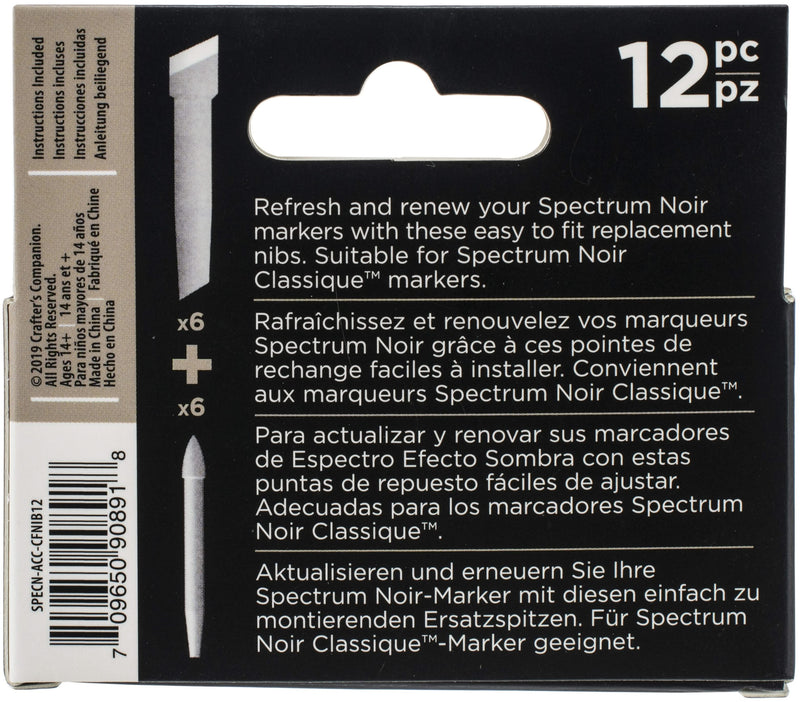 12 pc
pz
Refresh and renew your Spectrum Noir
markers with these easy to fit replacement
nibs. Suitable for Spectrum Noir
Classique™ markers.
Rafraîchissez et renouvelez vos marqueurs
Spectrum Noir grâce à ces pointes de
rechange faciles à installer. Conviennent
aux marqueurs Spectrum Noir Classique™.
Para actualizar y renovar sus marcadores
de Espectro Efecto Sombra con estas
puntas de repuesto fáciles de ajustar.
Adecuadas para los marcadores Spectrum
Noir Classique™.
Aktualisieren und erneuern Sie Ihre
Spectrum Noir-Marker mit diesen einfach zu
montierenden Ersatzspitzen. Für Spectrum
Noir Classique™-Marker geeignet.
x6
+
x6
Instructions Included
Instructions incluses
Instrucciones incluidas
Anleitung beiliegend
©2019 Crafter's Companion.
All Rights Reserved.
Ages 14+ | 14 ans et +
Para niños mayores de 14 años
Made in China | Fabriqué en Chine
Hecho en China
SPECN-ACC-CFNIB12
7 09650 90891 8